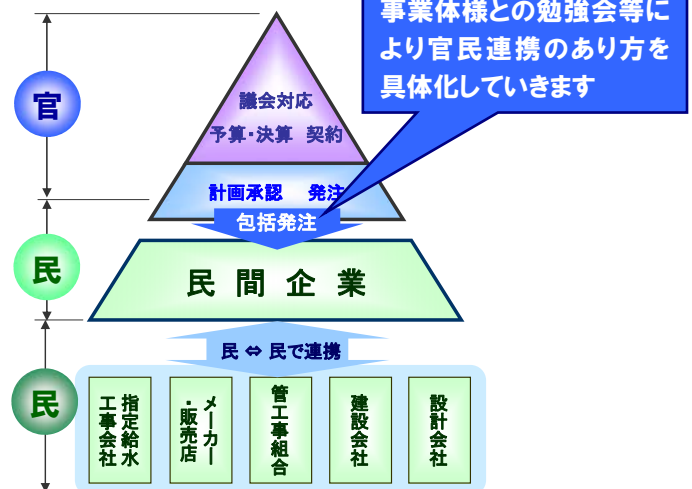 事業体様との勉強会等に
より官民連携のあり方を
具体化していきます
官
議会対応
予算・決算 契約
計画承認 発注
包括発注
民
民間企業
民⇔民で連携
民
指定給水
工事会社
メーカー
・販売店
管工事組合
建設会社
設計会社